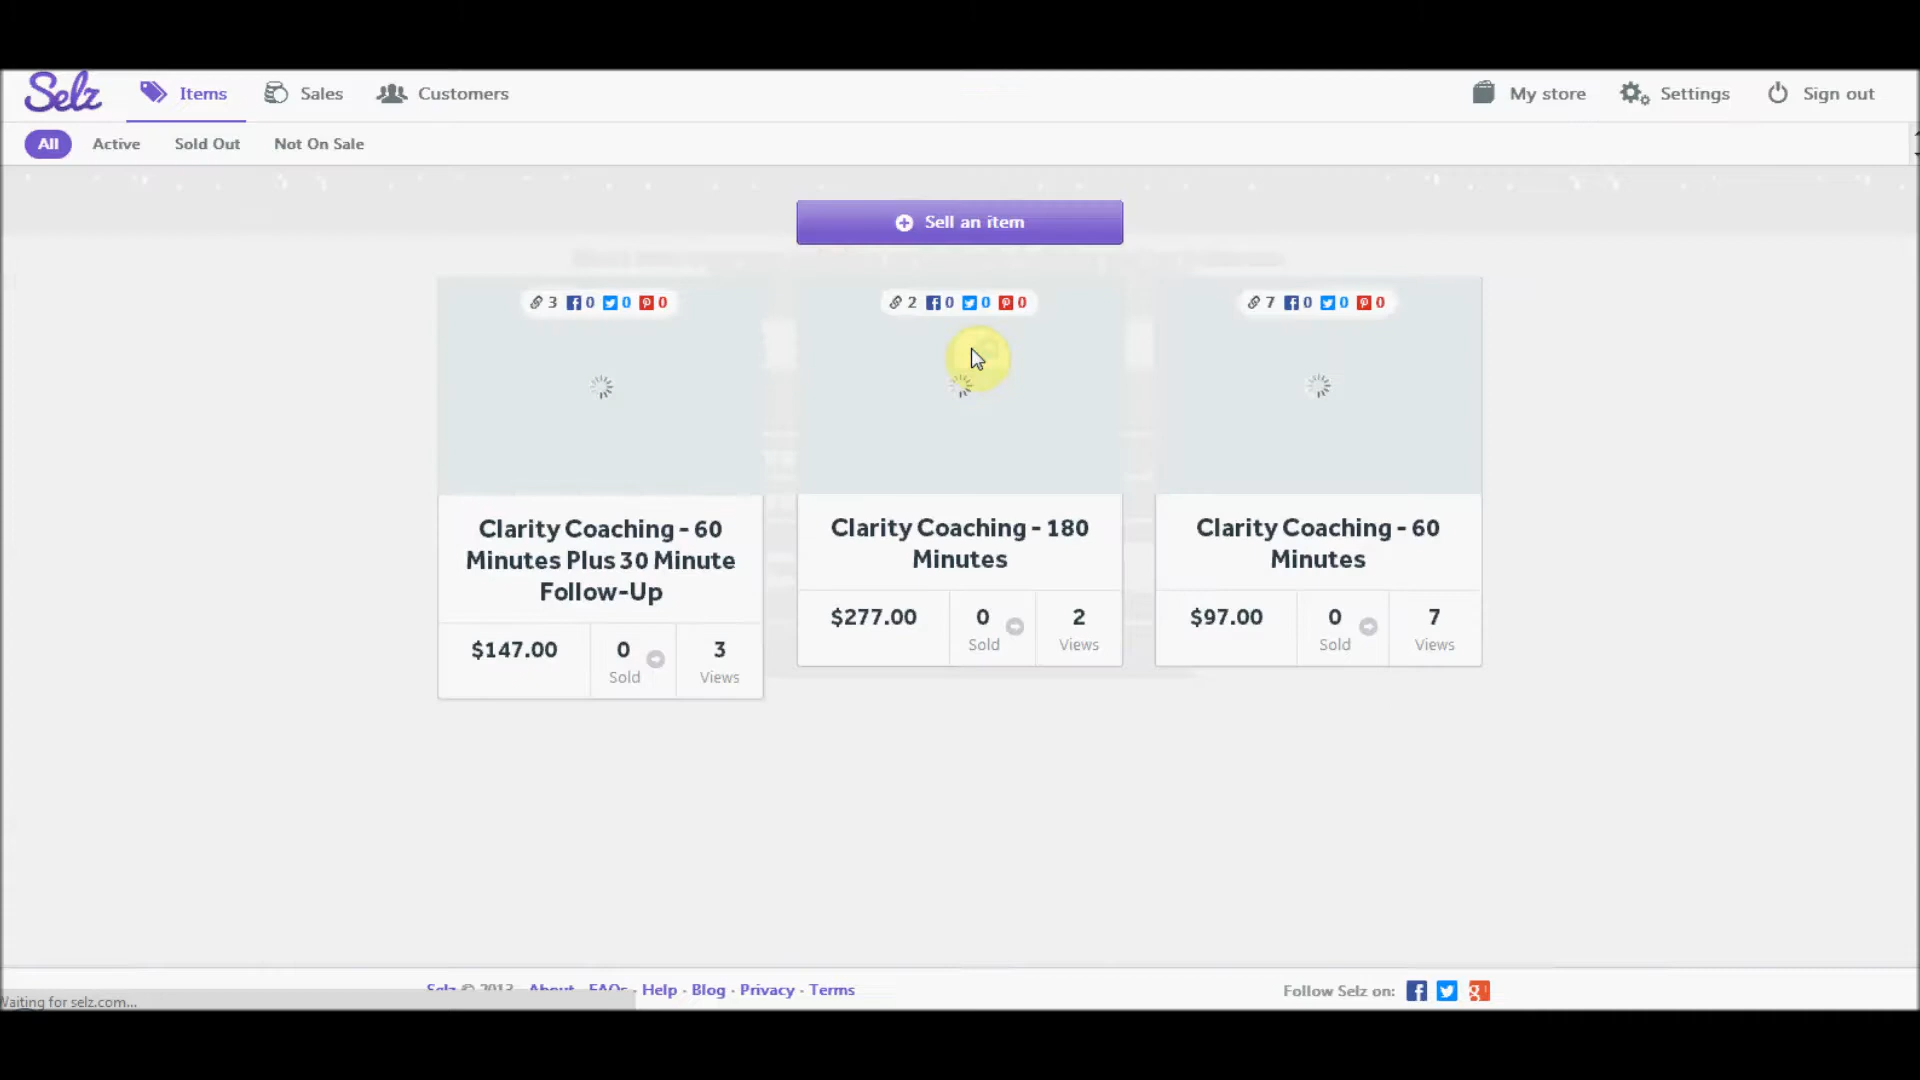 Selz Items Sales Customers My store Settings Sign out
All Active Sold Out Not On Sale
Sell an item
3 0 0 0
2 0 0 0
7 0 0 0
Clarity Coaching - 60
Minutes Plus 30 Minute
Follow-Up
$147.00 0 Sold 3 Views
Clarity Coaching - 180
Minutes
$277.00 0 Sold 2 Views
Clarity Coaching - 60
Minutes
$97.00 0 Sold 7 Views
Selz © 2013 About · FAQs · Help · Blog · Privacy · Terms
Follow Selz on:
Waiting for selz.com...